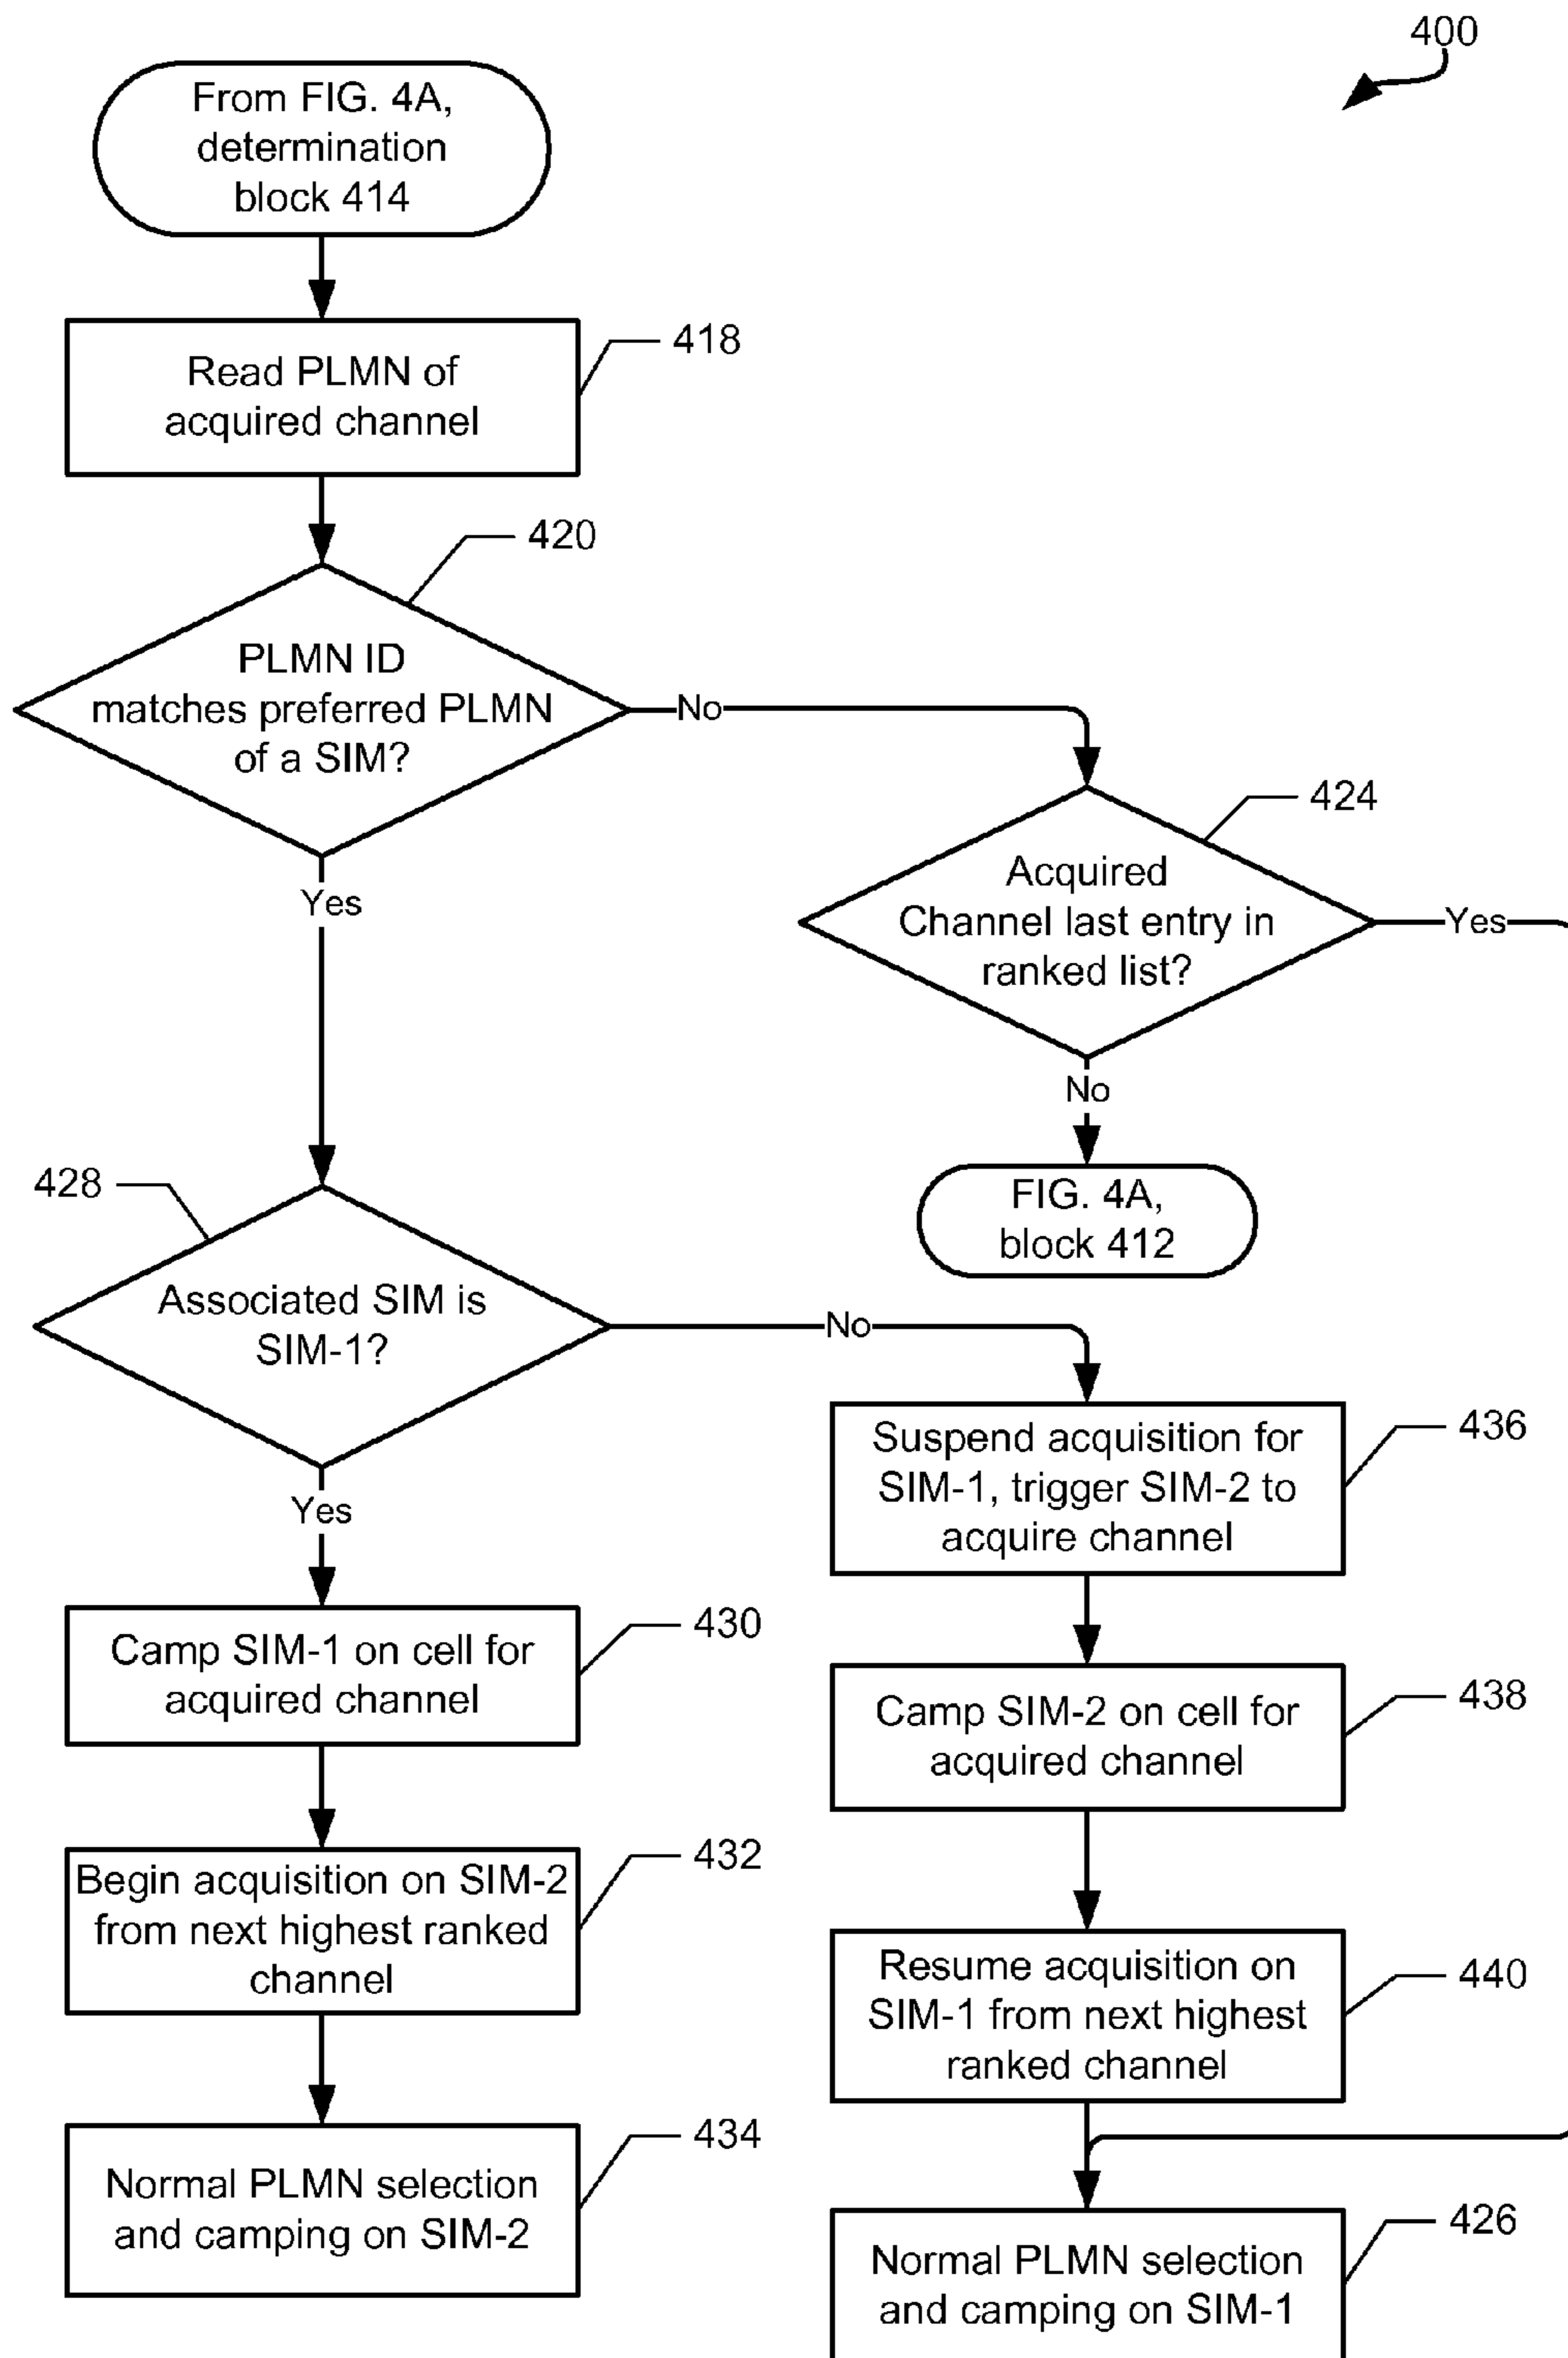 400
From FIG. 4A,
determination
block 414
418
Read PLMN of
acquired channel
420
PLMN ID
matches preferred PLMN
of a SIM?
No
424
Acquired
Channel last entry in
ranked list?
Yes
Yes
No
FIG. 4A,
block 412
428
Associated SIM is
SIM-1?
No
Yes
436
Suspend acquisition for
SIM-1, trigger SIM-2 to
acquire channel
430
Camp SIM-1 on cell for
acquired channel
438
Camp SIM-2 on cell for
acquired channel
432
Begin acquisition on SIM-2
from next highest ranked
channel
440
Resume acquisition on
SIM-1 from next highest
ranked channel
434
Normal PLMN selection
and camping on SIM-2
426
Normal PLMN selection
and camping on SIM-1